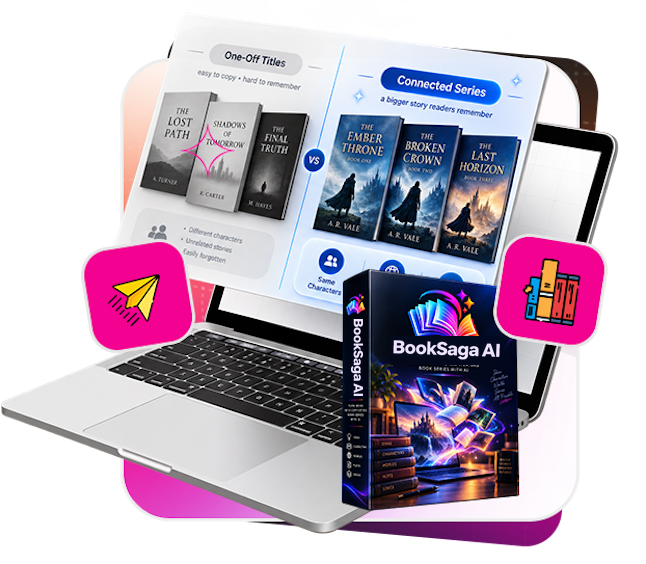 One-Off Titles
easy to copy • hard to remember
THE
LOST
PATH
A. TURNER
SHADOWS
OF
TOMORROW
R. CARTER
THE
FINAL
TRUTH
M. HAYES
• Different characters
• Unrelated stories
Easily forgotten
VS
Connected Series
a bigger story readers remember
THE
EMBER
THRONE
BOOK ONE
A. R. VALE
THE
BROKEN
CROWN
BOOK TWO
A. R. VALE
THE
LAST
HORIZON
BOOK THREE
A. R. VALE
Same
Characters
BookSaga AI
BookSaga AI
BOOK SERIES WITH AI